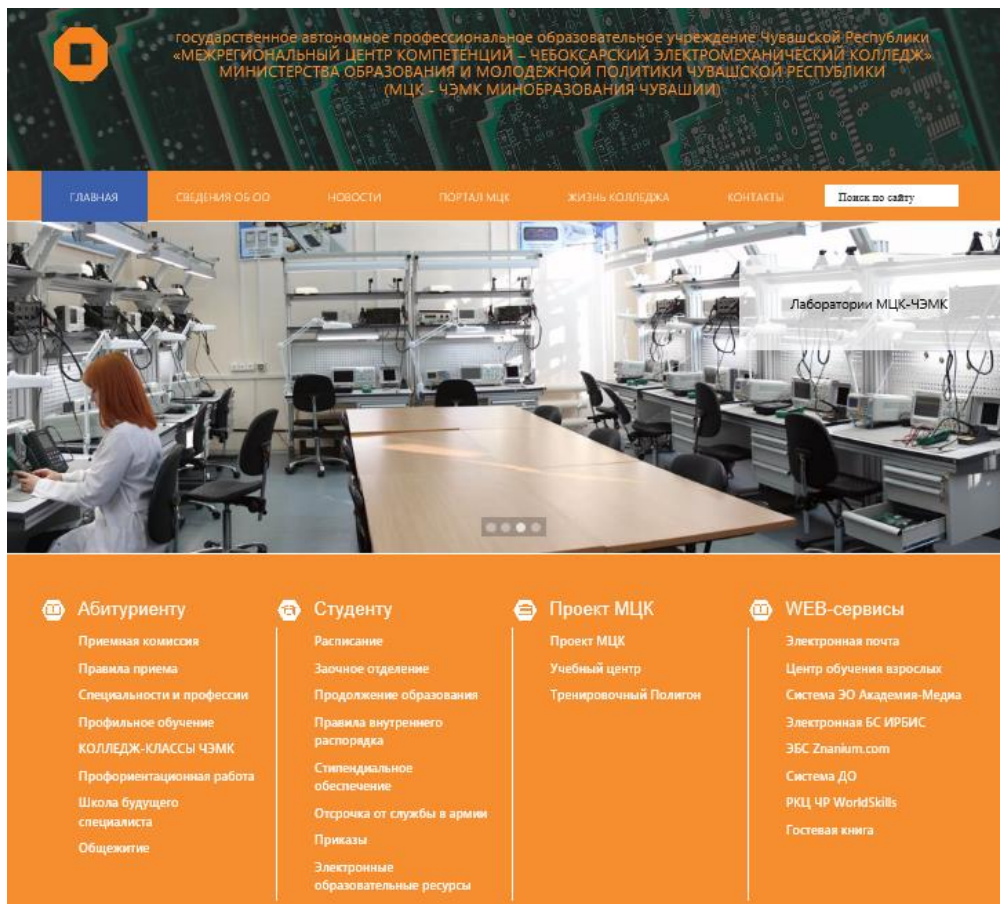 государственное автономное профессиональное образовательное учреждение Чувашской Республики
«МЕЖРЕГИОНАЛЬНЫЙ ЦЕНТР КОМПЕТЕНЦИЙ – ЧЕБОКСАРСКИЙ ЭЛЕКТРОМЕХАНИЧЕСКИЙ КОЛЛЕДЖ»
МИНИСТЕРСТВА ОБРАЗОВАНИЯ И МОЛОДЕЖНОЙ ПОЛИТИКИ ЧУВАШСКОЙ РЕСПУБЛИКИ
(МЦК - ЧЭМК МИНОБРАЗОВАНИЯ ЧУВАШИИ)
ГЛАВНАЯ СВЕДЕНИЯ ОБ ОО НОВОСТИ ПОРТАЛ МЦК ЖИЗНЬ КОЛЛЕДЖА КОНТАКТЫ Поиск по сайту
Лаборатории МЦК-ЧЭМК
Абитуриенту
Приемная комиссия
Правила приема
Специальности и профессии
Профильное обучение
КОЛЛЕДЖ-КЛАССЫ ЧЭМК
Профориентационная работа
Школа будущего
специалиста
Общежитие
Студенту
Расписание
Заочное отделение
Продолжение образования
Правила внутреннего
распорядка
Стипендиальное
обеспечение
Отсрочка от службы в армии
Приказы
Электронные
образовательные ресурсы
Проект МЦК
Проект МЦК
Учебный центр
Тренировочный Полигон
WEB-сервисы
Электронная почта
Центр обучения взрослых
Система ЭО Академия-Медиа
Электронная БС ИРБИС
ЭБС Znanium.com
Система ДО
РКЦ ЧР WorldSkills
Гостевая книга